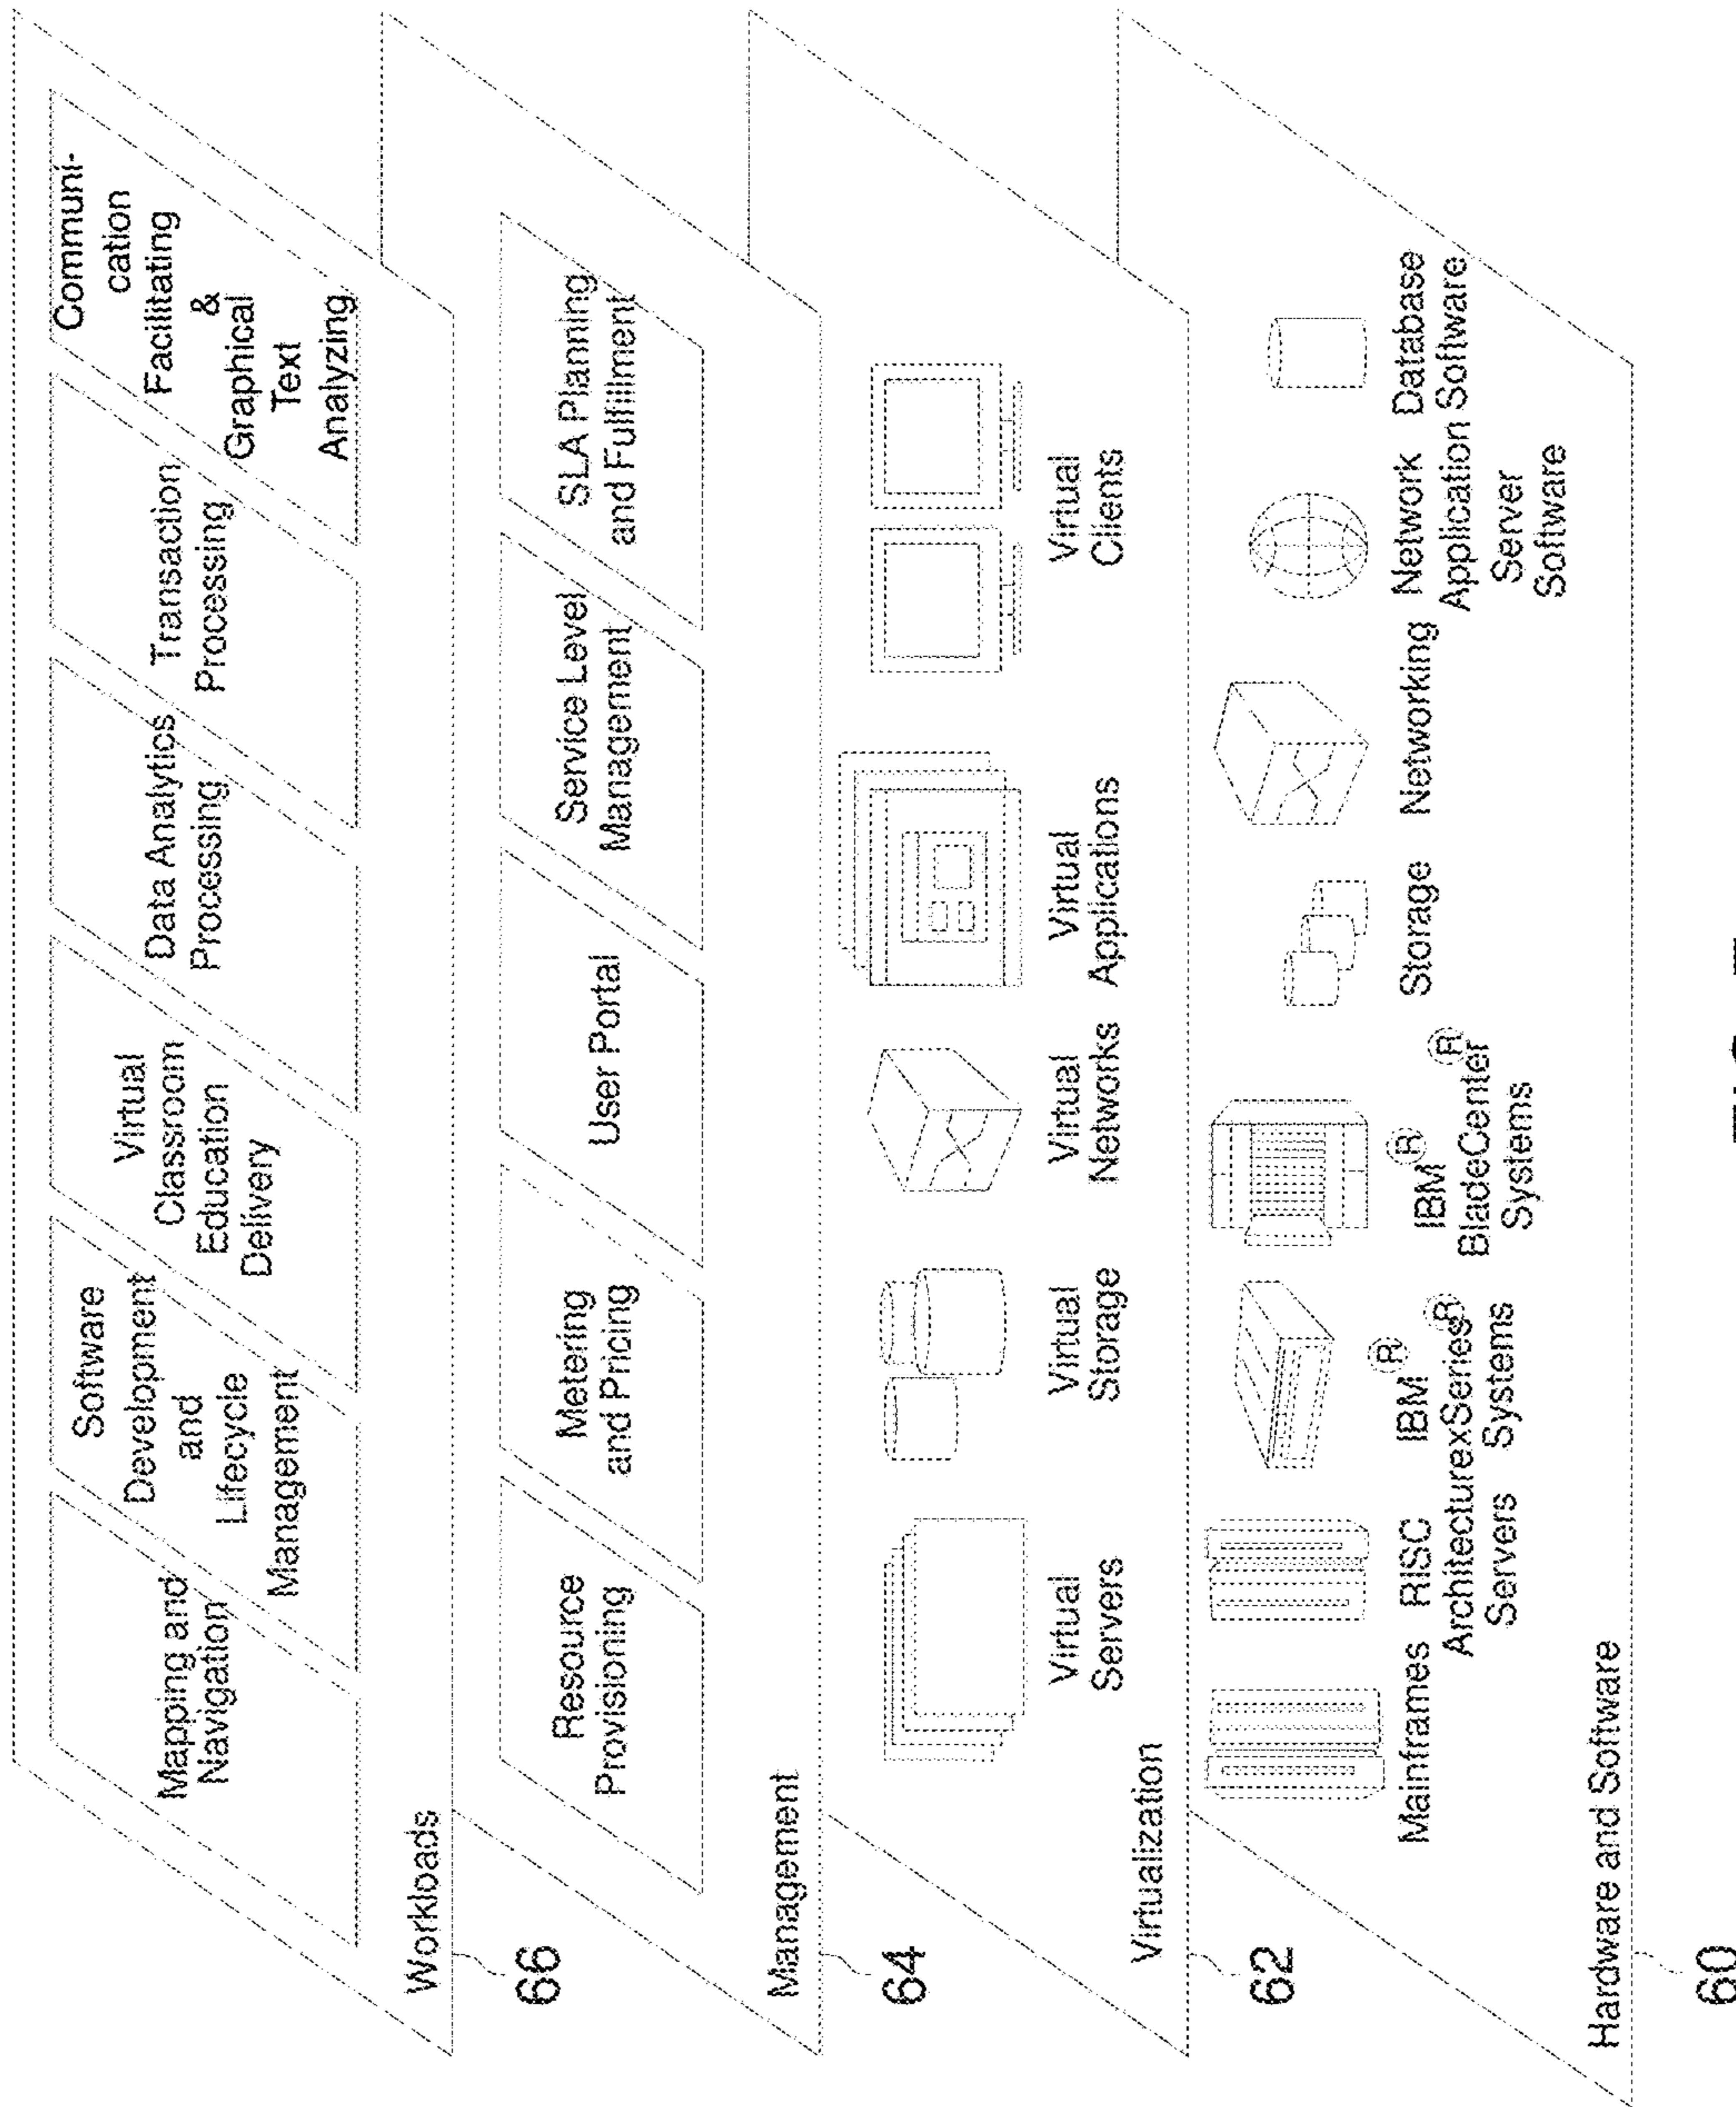 Mapping and
Navigation
Software
Development
and
Lifecycle
Management
Virtual
Classroom
Education
Delivery
Data Analytics
Processing
Transaction
Processing
Communi-
cation
Facilitating
&
Graphical
Text
Analyzing
Workloads
66
Resource
Provisioning
Metering
and Pricing
User Portal
Service Level
Management
SLA Planning
and Fulfillment
Management
64
Virtual
Servers
Virtual
Storage
Virtual
Networks
Virtual
Applications
Virtual
Clients
Virtualization
62
Mainframes
RISC
Architecture
Servers
IBM ®
xSeries ®
Systems
IBM ®
BladeCenter ®
Systems
Storage
Networking
Network
Application
Server
Software
Database
Software
Hardware and Software
60